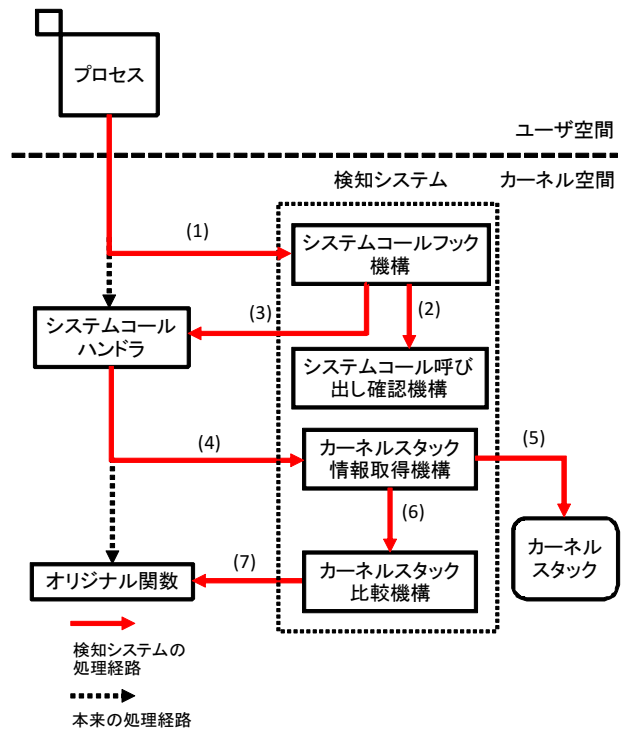 プロセス
ユーザ空間
検知システム
カーネル空間
(1)
システムコールフック
機構
(3)
(2)
システムコール
ハンドラ
システムコール呼び
出し確認機構
(4)
カーネルスタック
情報取得機構
(5)
(6)
カーネル
スタック
オリジナル関数
(7)
カーネルスタック
比較機構
検知システムの
処理経路
本来の処理経路